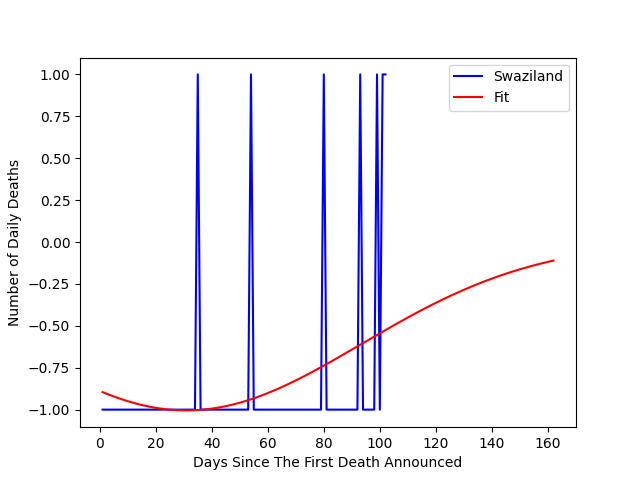 Swaziland
Fit
Number of Daily Deaths
1.00
0.75
0.50
0.25
0.00
−0.25
−0.50
−0.75
−1.00
0 20 40 60 80 100 120 140 160
Days Since The First Death Announced